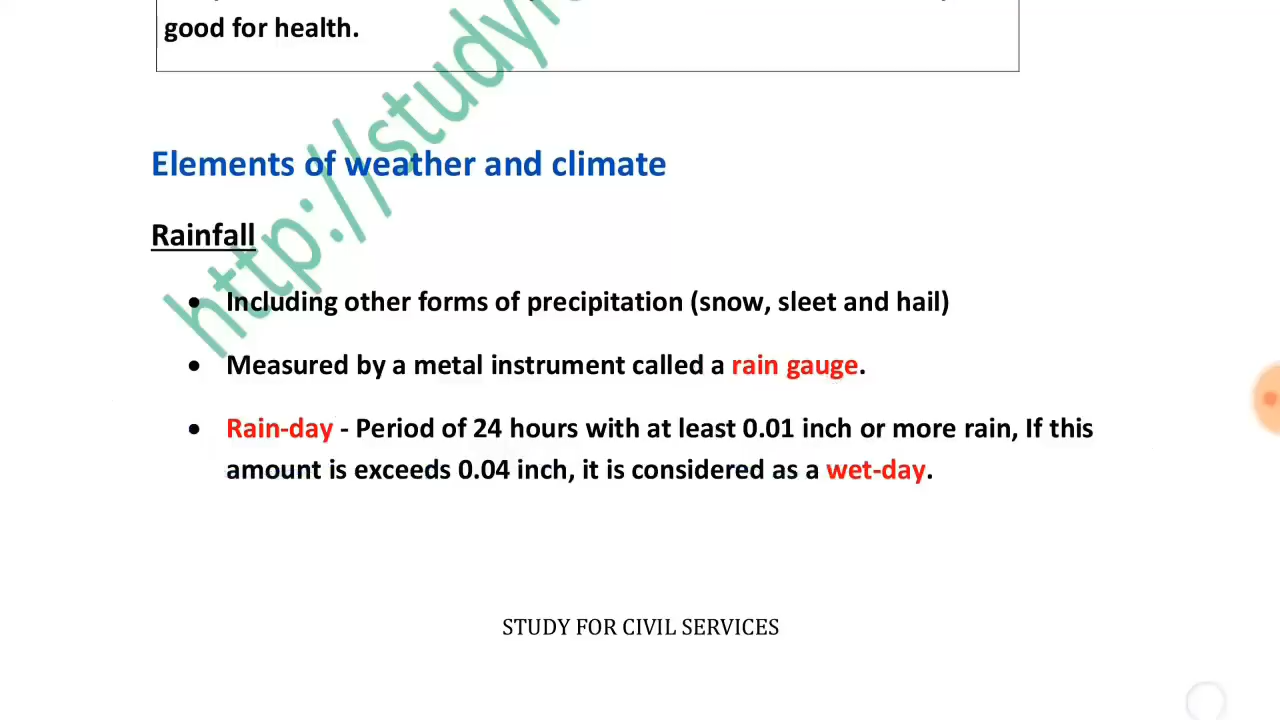 good for health.
http://studyf
Elements of weather and climate
Rainfall
• Including other forms of precipitation (snow, sleet and hail)
• Measured by a metal instrument called a rain gauge.
• Rain-day - Period of 24 hours with at least 0.01 inch or more rain, If this
amount is exceeds 0.04 inch, it is considered as a wet-day.
STUDY FOR CIVIL SERVICES